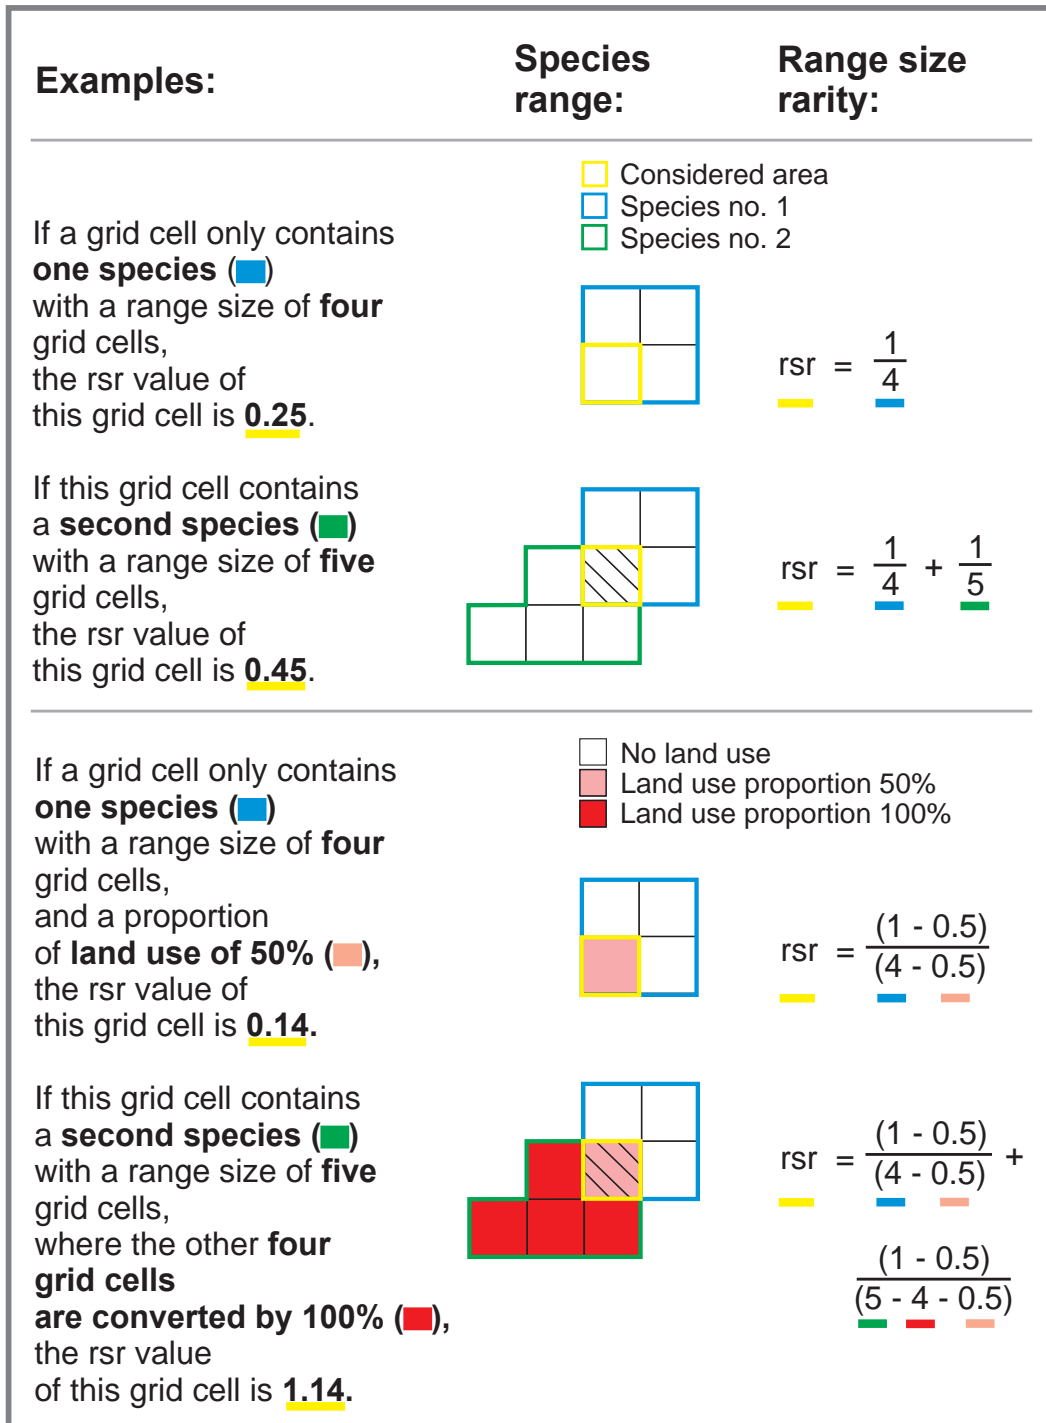 Examples:
Species
range:
Range size
rarity:
Considered area
Species no. 1
Species no. 2
If a grid cell only contains
one species ( )
with a range size of four
grid cells,
the rsr value of
this grid cell is 0.25.
rsr = 1/4
If this grid cell contains
a second species ( )
with a range size of five
grid cells,
the rsr value of
this grid cell is 0.45.
rsr = 1/4 + 1/5
No land use
Land use proportion 50%
Land use proportion 100%
If a grid cell only contains
one species ( )
with a range size of four
grid cells,
and a proportion
of land use of 50% ( ),
the rsr value of
this grid cell is 0.14.
rsr = (1 - 0.5)/(4 - 0.5)
If this grid cell contains
a second species ( )
with a range size of five
grid cells,
where the other four
grid cells
are converted by 100% ( ),
the rsr value
of this grid cell is 1.14.
rsr = (1 - 0.5)/(4 - 0.5) +
(1 - 0.5)/(5 - 4 - 0.5)